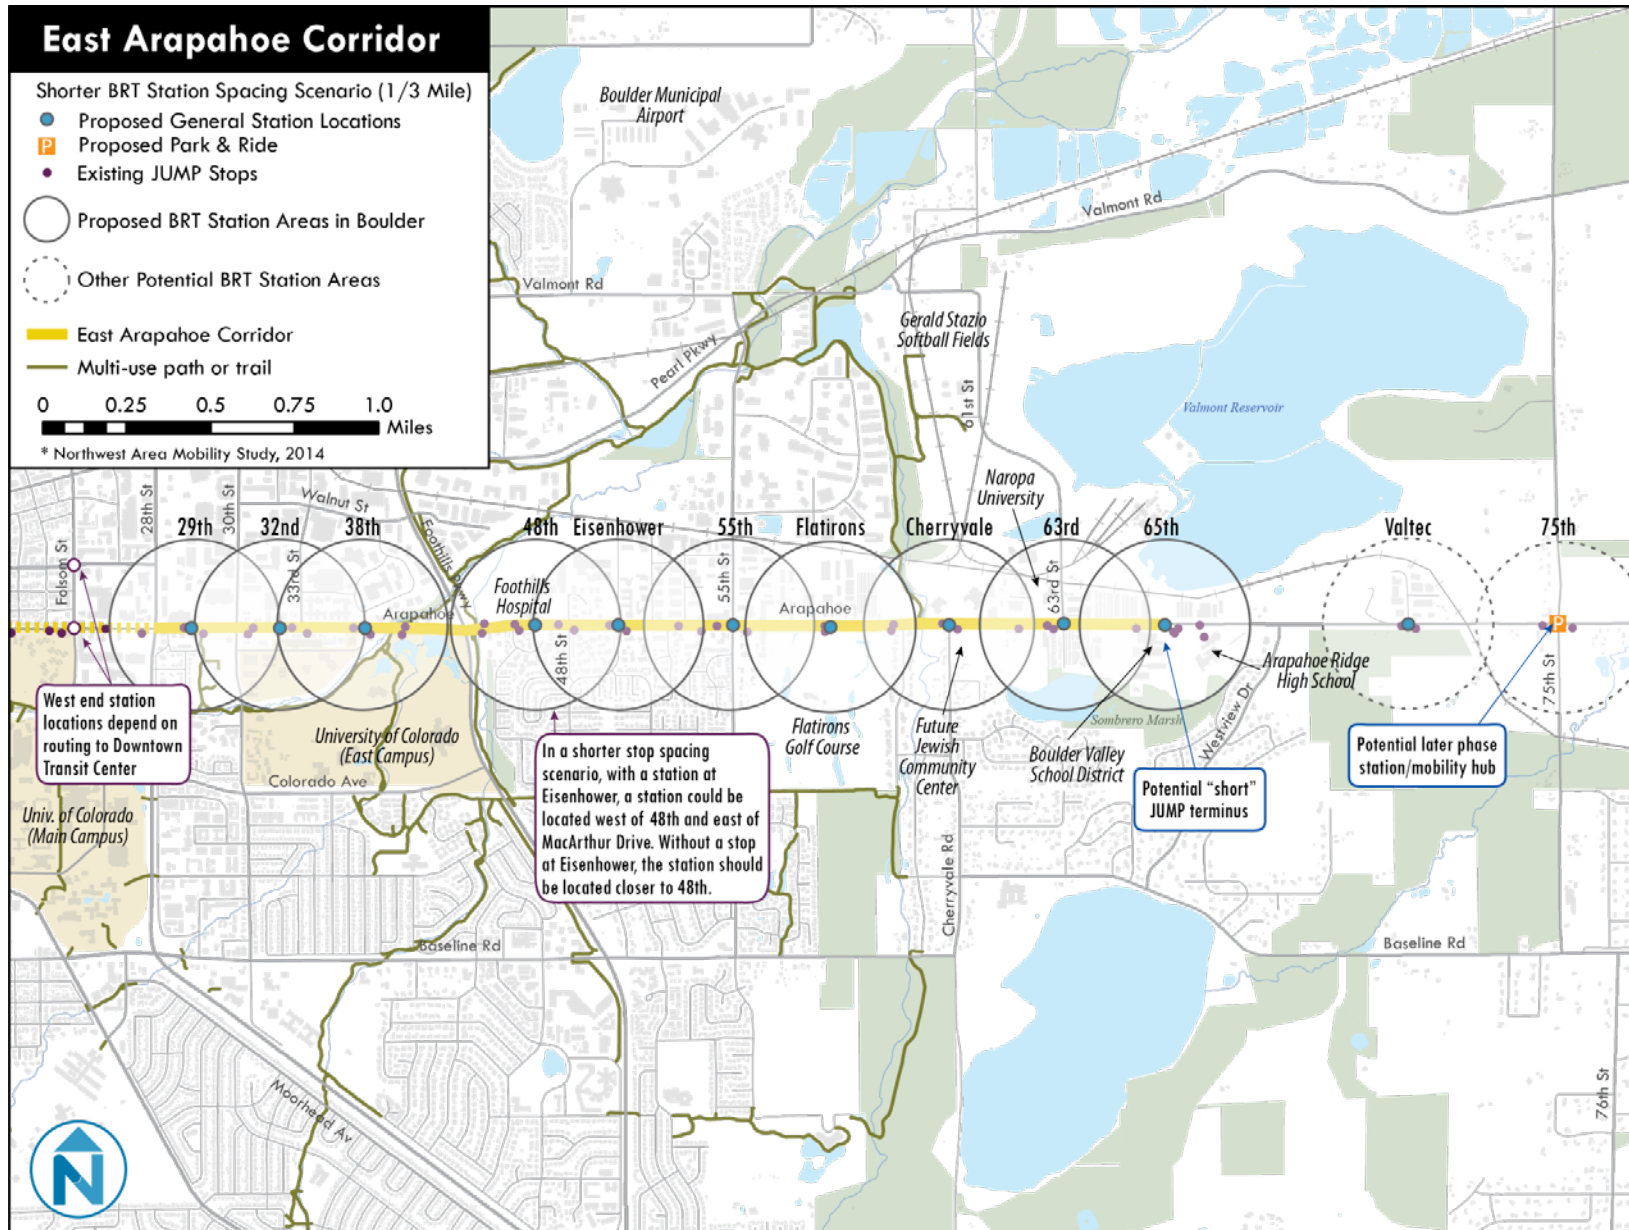 East Arapahoe Corridor
Shorter BRT Station Spacing Scenario (1/3 Mile)
Proposed General Station Locations
P
Proposed Park & Ride
Existing JUMP Stops
Proposed BRT Station Areas in Boulder
Other Potential BRT Station Areas
East Arapahoe Corridor
Multi-use path or trail
0 0.25 0.5 0.75 1.0
Miles
* Northwest Area Mobility Study, 2014
Boulder Municipal
Airport
Valmont Rd
Valmont Rd
Pearl Pkwy
Gerald Stazio
Softball Fields
61st St
Valmont Reservoir
Naropa
University
Walnut St
28th St
30th St
Folsom St
33rd St
Foothills Pkwy
29th
32nd
38th
48th
Eisenhower
55th
Flatirons
Cherryvale
63rd
65th
Valtec
75th
Foothills
Hospital
Arapahoe
Arapahoe
48th St
55th St
63rd St
75th St
P
West end station
locations depend on
routing to Downtown
Transit Center
University of Colorado
(East Campus)
Colorado Ave
Univ. of Colorado
(Main Campus)
In a shorter stop spacing
scenario, with a station at
Eisenhower, a station could be
located west of 48th and east of
MacArthur Drive. Without a stop
at Eisenhower, the station should
be located closer to 48th.
Flatirons
Golf Course
Future
Jewish
Community
Center
Sombrero Marsh
Boulder Valley
School District
Arapahoe Ridge
High School
Westview Dr
Potential "short"
JUMP terminus
Potential later phase
station/mobility hub
Cherryvale Rd
Baseline Rd
Baseline Rd
Moorhead Av
76th St
N